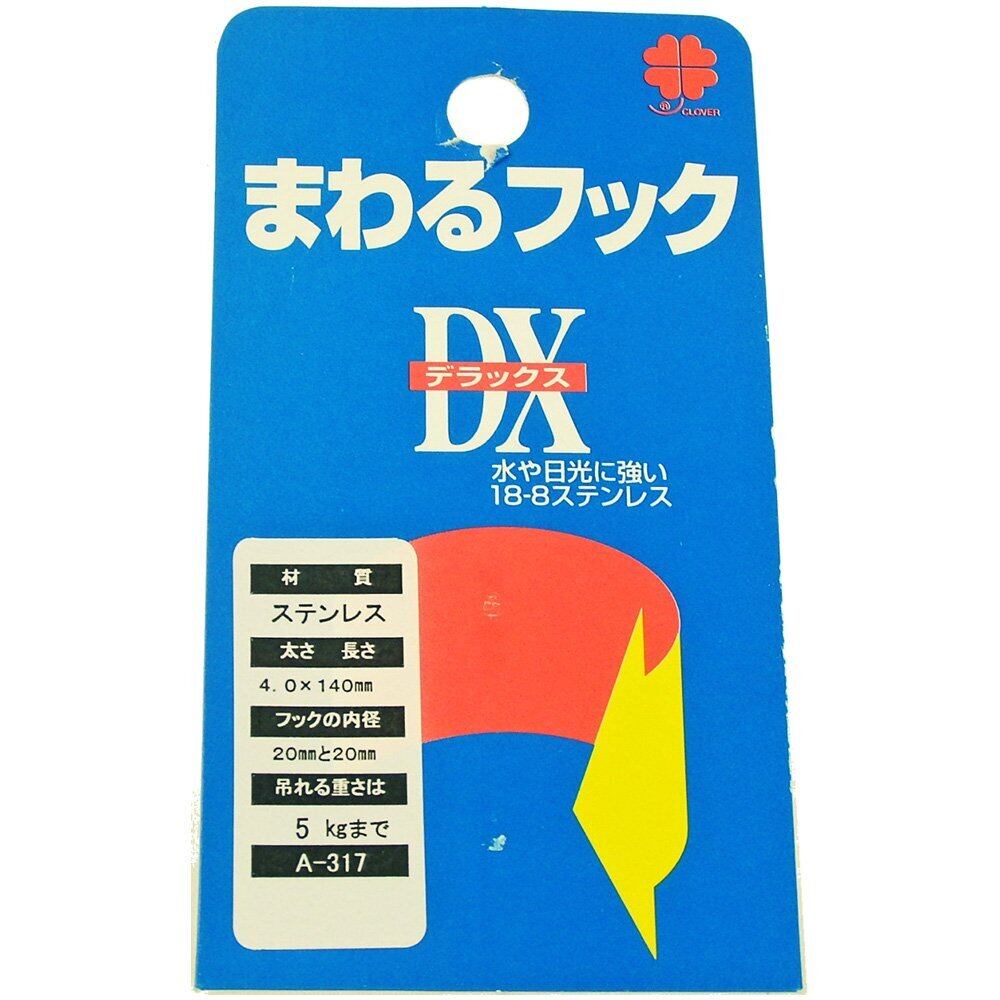 ® CLOVER
まわるフック
DX
デラックス
水や日光に強い
18-8ステンレス
材 質
ステンレス
太さ 長さ
4.0×140㎜
フックの内径
20㎜と20㎜
吊れる重さは
5 ㎏まで
A-317